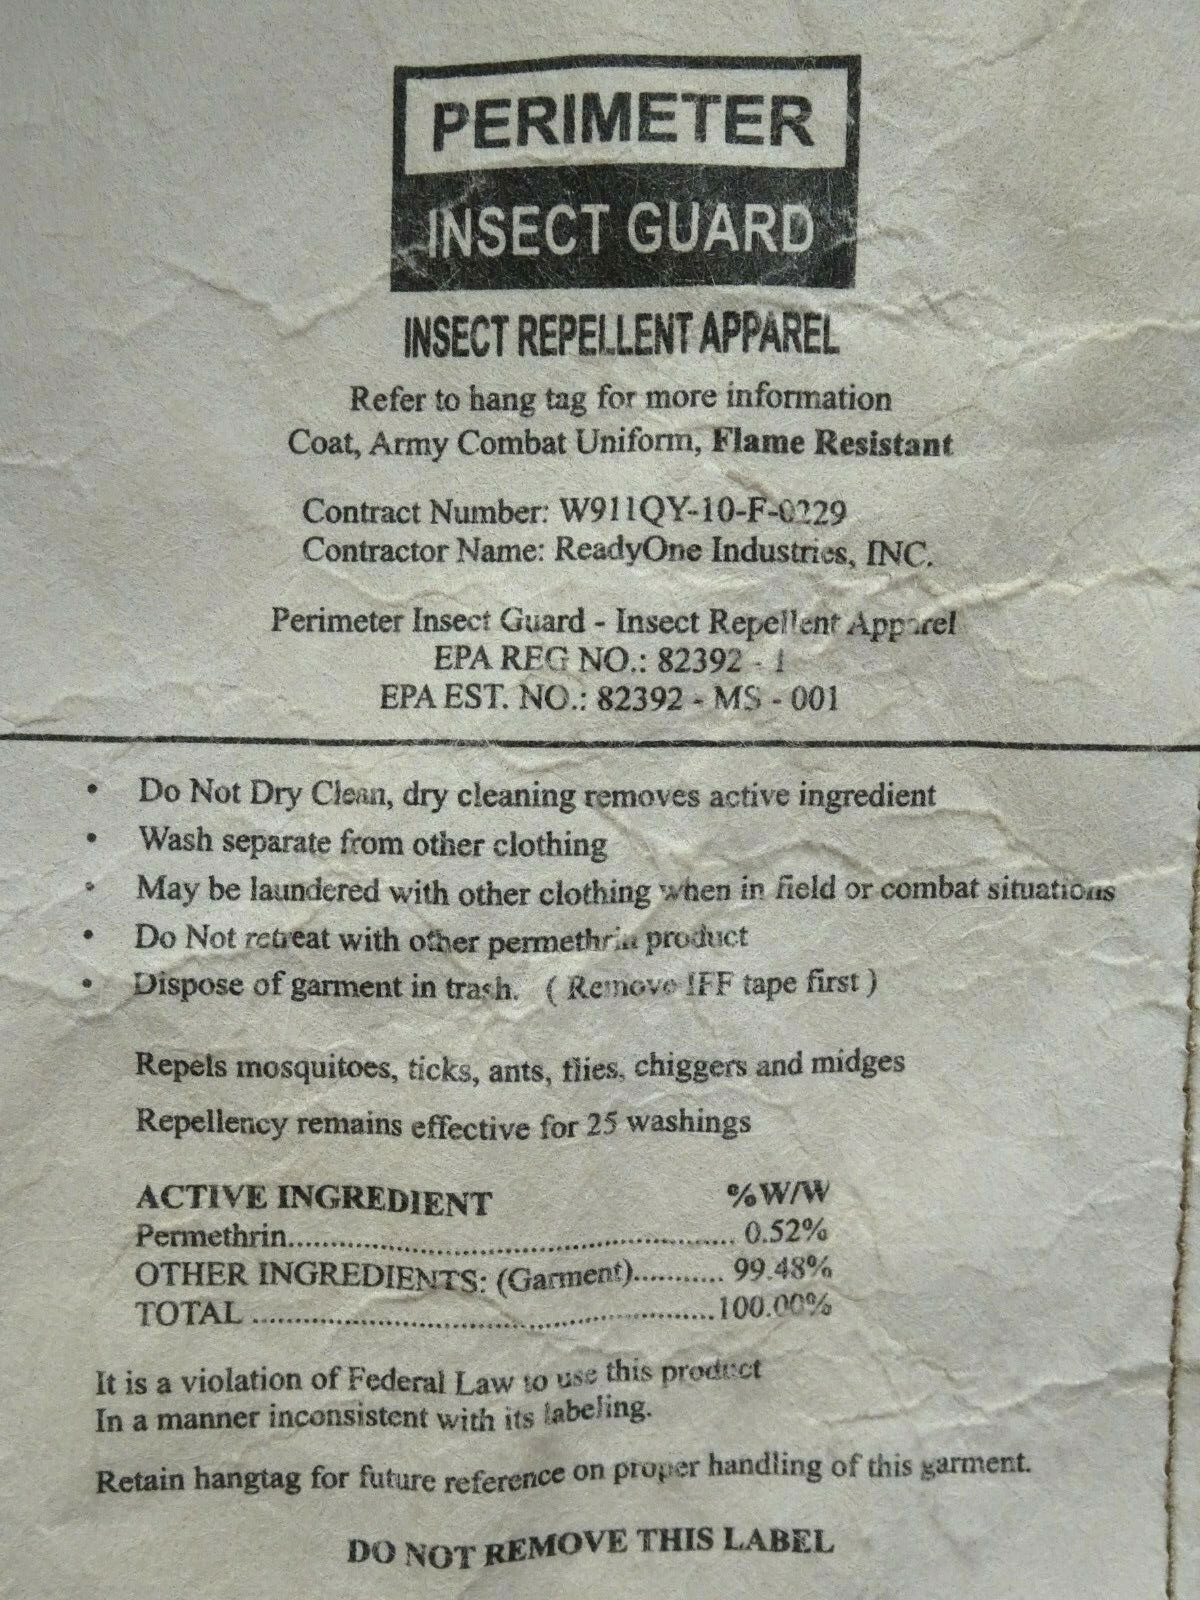 PERIMETER
INSECT GUARD
INSECT REPELLENT APPAREL
Refer to hang tag for more information
Coat, Army Combat Uniform, Flame Resistant
Contract Number: W911QY-10-F-0229
Contractor Name: ReadyOne Industries, INC.
Perimeter Insect Guard - Insect Repellent Apparel
EPA REG NO.: 82392 - 1
EPA EST. NO.: 82392 - MS - 001
• Do Not Dry Clean, dry cleaning removes active ingredient
• Wash separate from other clothing
• May be laundered with other clothing when in field or combat situations
• Do Not retreat with other permethrin product
• Dispose of garment in trash. ( Remove IFF tape first )
Repels mosquitoes, ticks, ants, flies, chiggers and midges
Repellency remains effective for 25 washings
ACTIVE INGREDIENT %W/W
Permethrin.................................................... 0.52%
OTHER INGREDIENTS: (Garment)........... 99.48%
TOTAL ......................................................100.00%
It is a violation of Federal Law to use this product
In a manner inconsistent with its labeling.
Retain hangtag for future reference on proper handling of this garment.
DO NOT REMOVE THIS LABEL